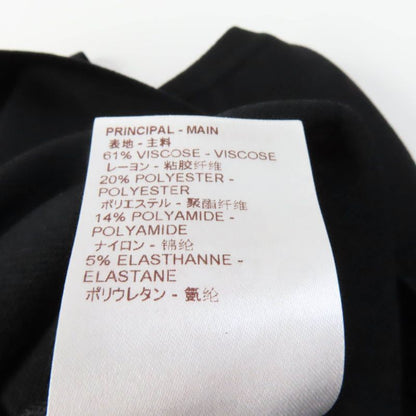 PRINCIPAL - MAIN
表地 - 主料
61% VISCOSE - VISCOSE
レーヨン - 粘胶纤维
20% POLYESTER -
POLYESTER
ポリエステル - 聚酯纤维
14% POLYAMIDE -
POLYAMIDE
ナイロン - 锦纶
5% ELASTHANNE -
ELASTANE
ポリウレタン - 氨纶